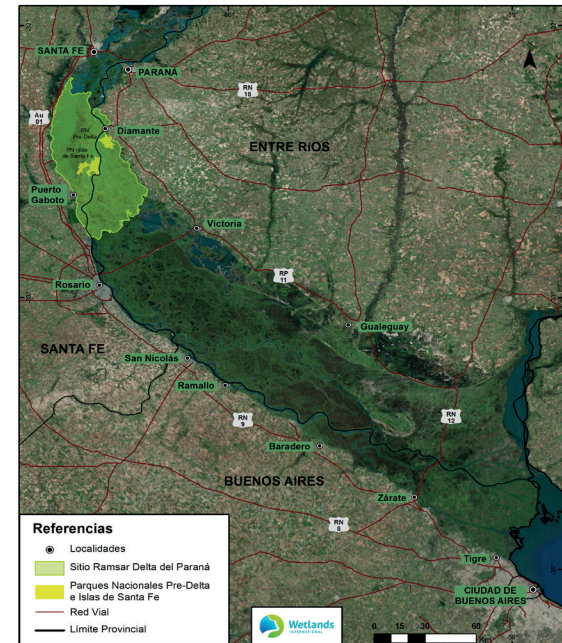 SANTA FE
PARANÁ
Au
01
RN
18
PN
Pre-Delta
Diamante
PN Islas
de Santa Fe
ENTRE RíOS
Puerto
Gaboto
Victoria
RP
11
Rosario
Gualeguay
SANTA FE
San Nicolás
Ramallo
RN
9
RN
12
Baradero
BUENOS AIRES
Zárate
RN
8
Tigre
CIUDAD DE
BUENOS AIRES
Referencias
Localidades
Sitio Ramsar Delta del Paraná
Parques Nacionales Pre-Delta
e Islas de Santa Fe
Red Vial
Límite Provincial
Wetlands
INTERNATIONAL
0 15 30 60
Km